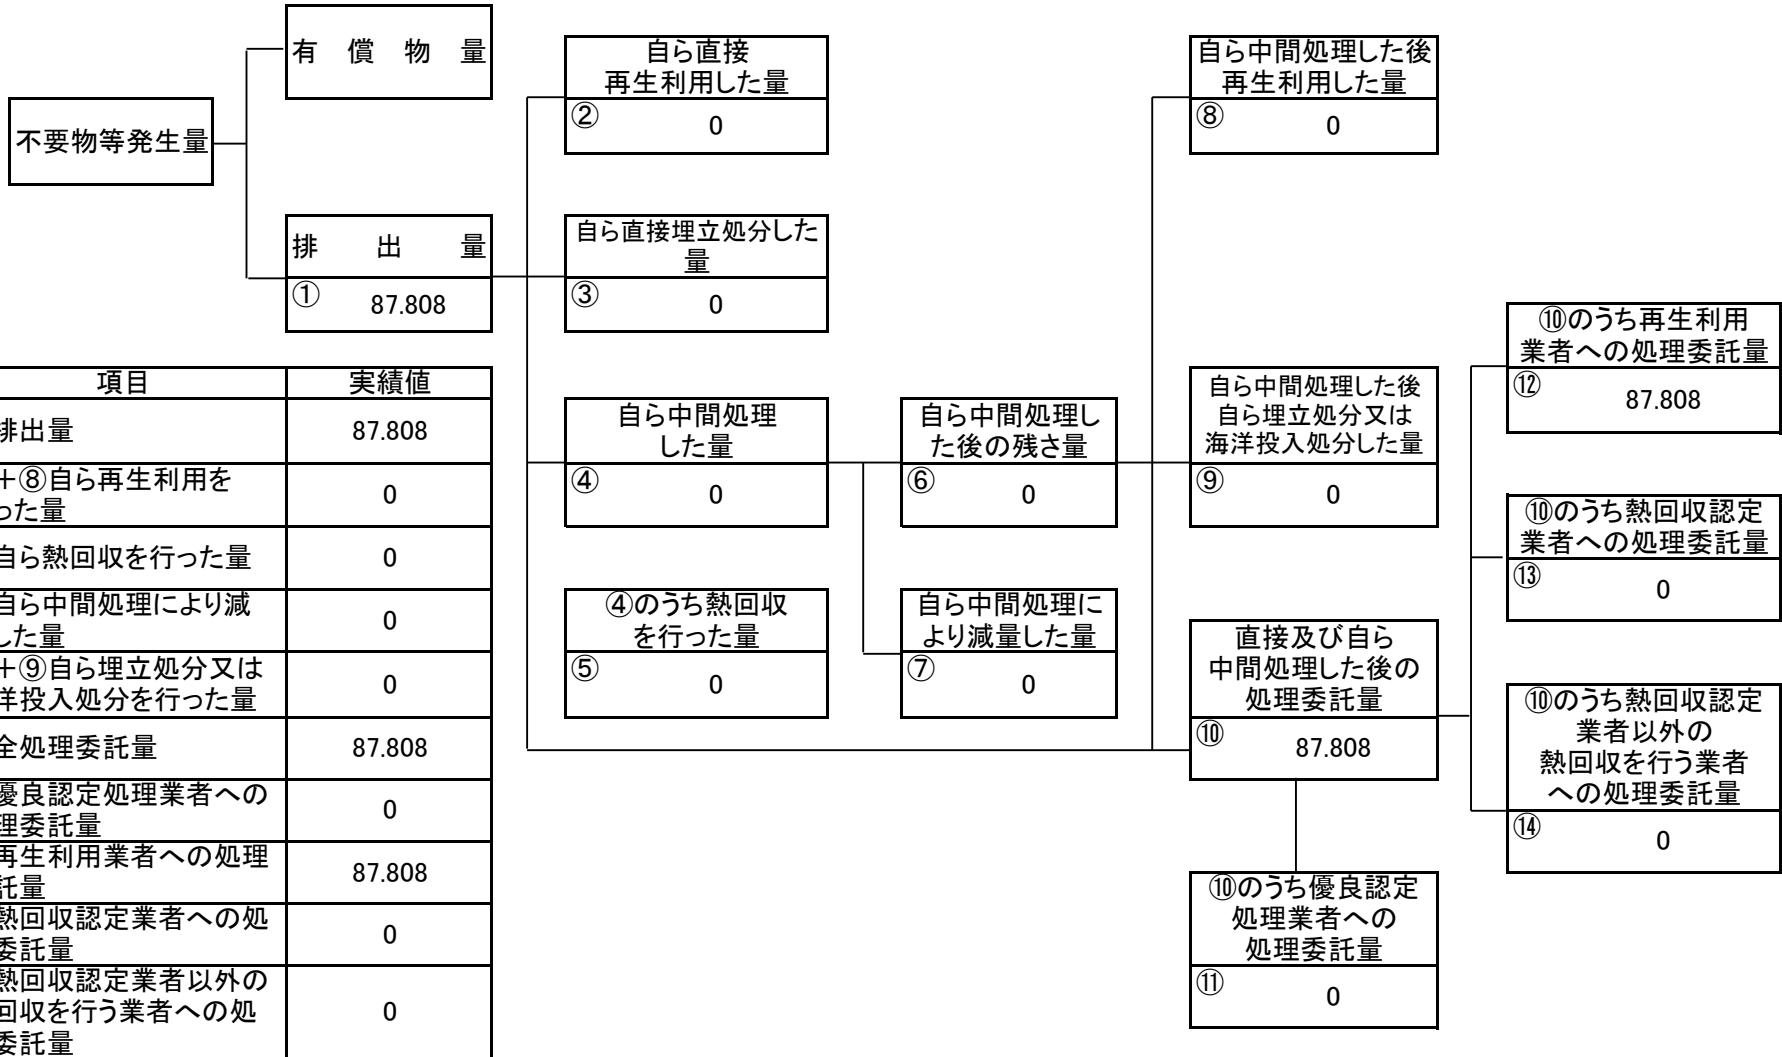 有償物量
不要物等発生量
排出量
① 87.808
自ら直接
再生利用した量
② 0
自ら直接埋立処分した
量
③ 0
自ら中間処理
した量
④ 0
④のうち熱回収
を行った量
⑤ 0
自ら中間処理し
た後の残さ量
⑥ 0
自ら中間処理に
より減量した量
⑦ 0
自ら中間処理した後
再生利用した量
⑧ 0
自ら中間処理した後
自ら埋立処分又は
海洋投入処分した量
⑨ 0
直接及び自ら
中間処理した後の
処理委託量
⑩ 87.808
⑩のうち優良認定
処理業者への
処理委託量
⑪ 0
⑩のうち再生利用
業者への処理委託量
⑫ 87.808
⑩のうち熱回収認定
業者への処理委託量
⑬ 0
⑩のうち熱回収認定
業者以外の
熱回収を行う業者
への処理委託量
⑭ 0
項目 実績値
排出量 87.808
+⑧自ら再生利用を
った量 0
自ら熱回収を行った量 0
自ら中間処理により減
した量 0
+⑨自ら埋立処分又は
洋投入処分を行った量 0
全処理委託量 87.808
優良認定処理業者への
理委託量 0
再生利用業者への処理
託量 87.808
熱回収認定業者への処
委託量 0
熱回収認定業者以外の
回収を行う業者への処
委託量 0